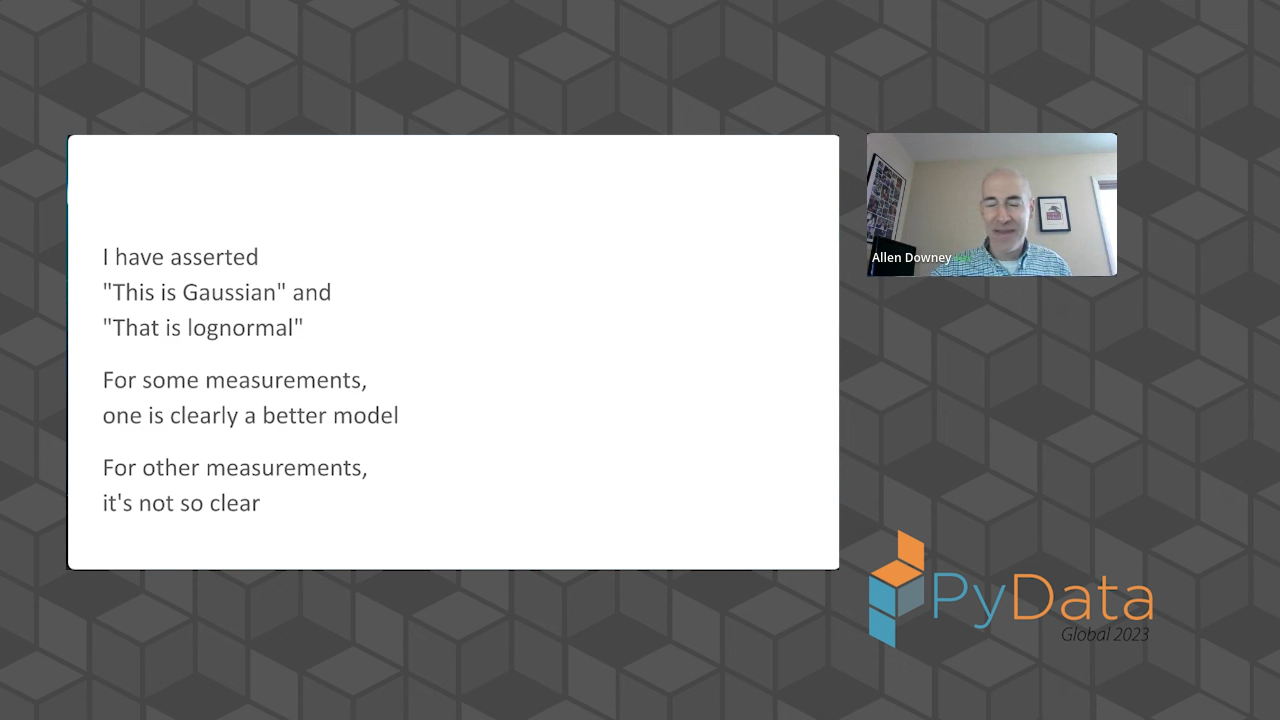 I have asserted
"This is Gaussian" and
"That is lognormal"
For some measurements,
one is clearly a better model
For other measurements,
it's not so clear
Allen Downey
PyData
Global 2023